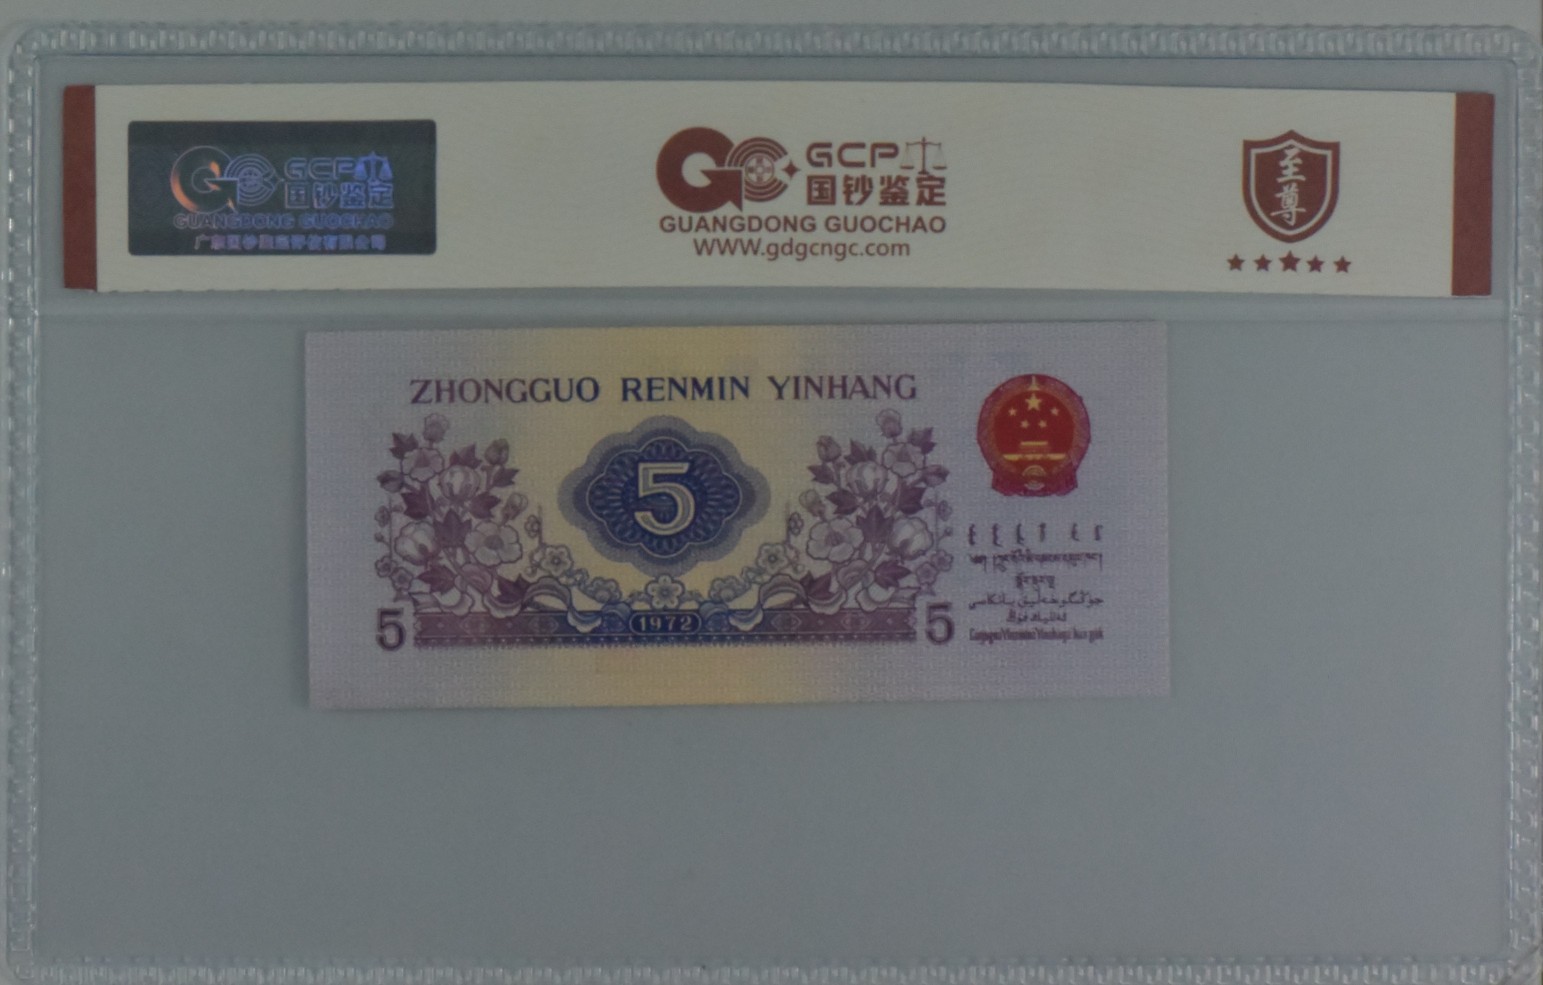 GCP
国钞鉴定
GUANGDONG GUOCHAO
GCP
国钞鉴定
GUANGDONG GUOCHAO
WWW.gdgcngc.com
至尊
ZHONGGUO RENMIN YINHANG
5
5
1972
5